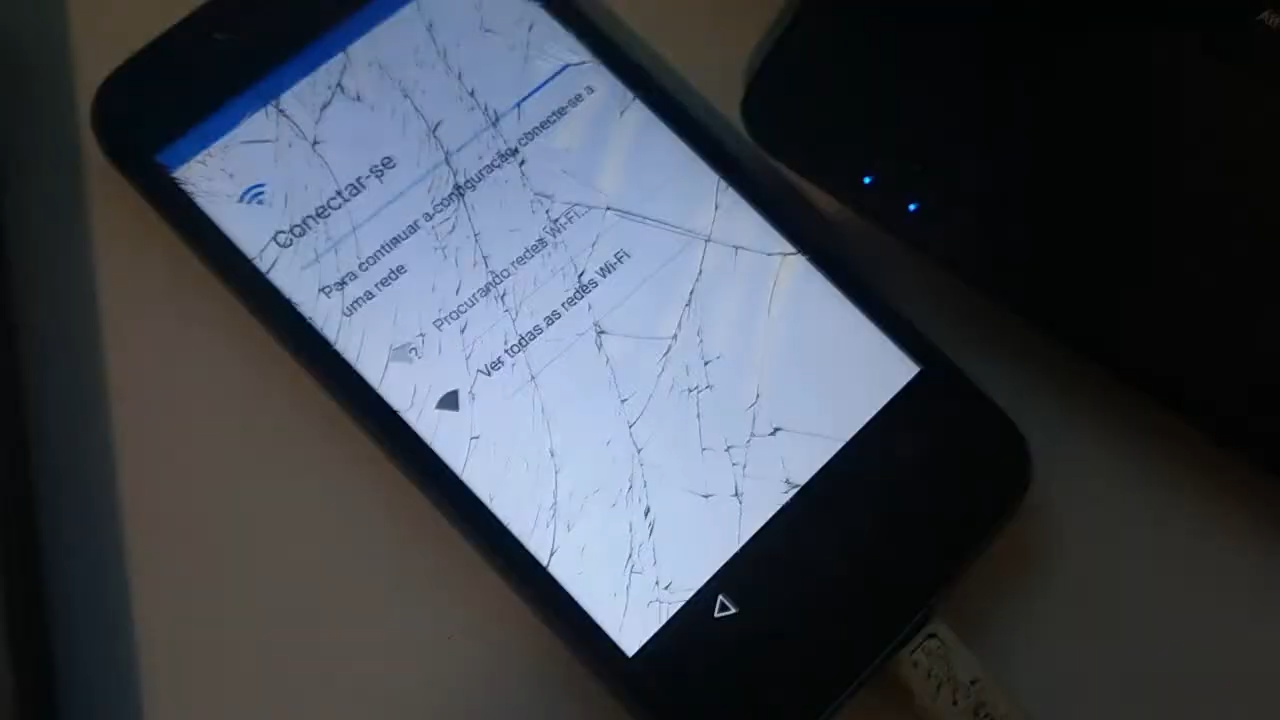 Conectar-se
Para continuar a configuração, conecte-se a
uma rede
Procurando redes Wi-Fi...
Ver todas as redes Wi-Fi